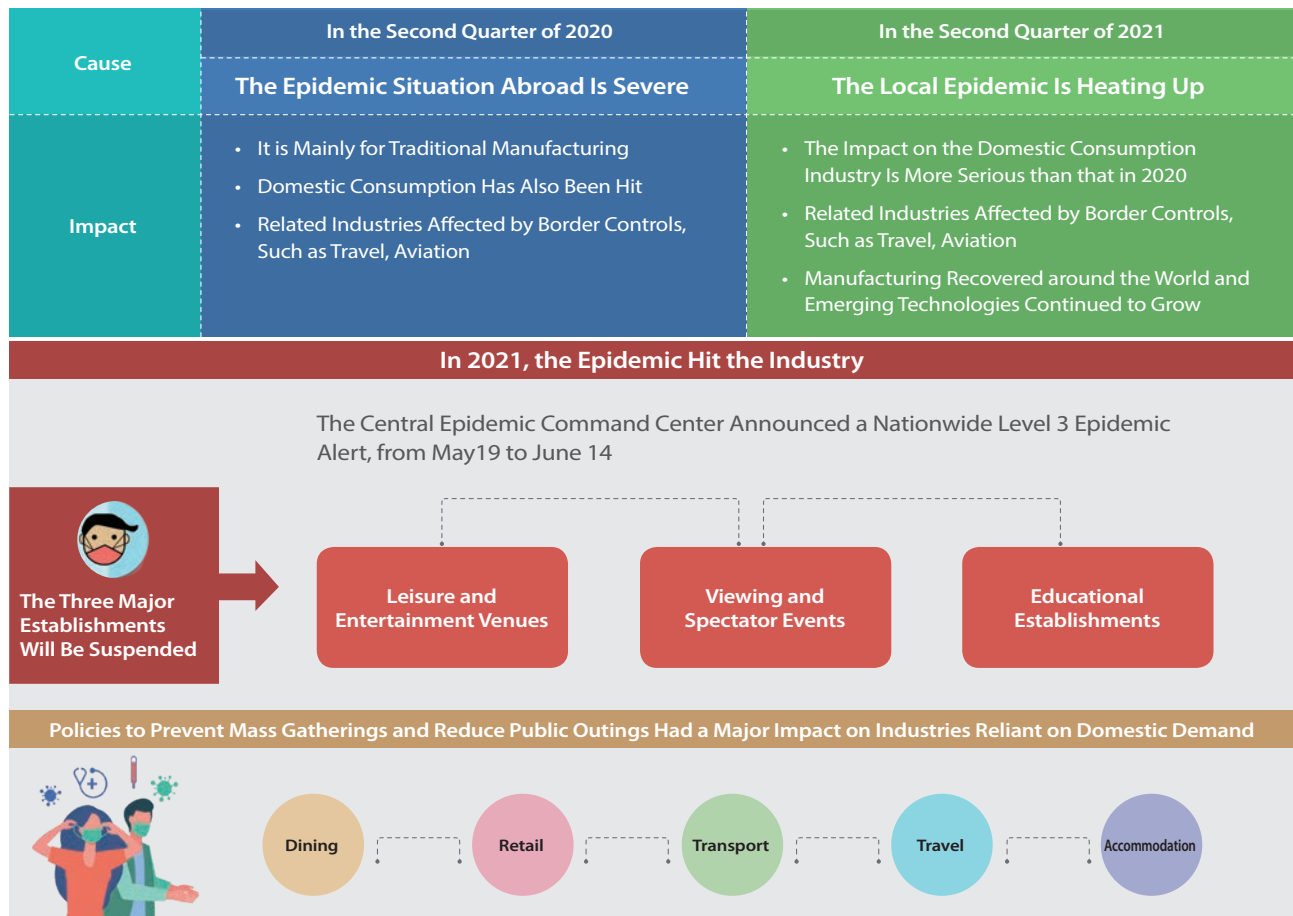 Cause
In the Second Quarter of 2020
The Epidemic Situation Abroad Is Severe
In the Second Quarter of 2021
The Local Epidemic Is Heating Up
Impact
• It is Mainly for Traditional Manufacturing
• Domestic Consumption Has Also Been Hit
• Related Industries Affected by Border Controls,
Such as Travel, Aviation
• The Impact on the Domestic Consumption
Industry Is More Serious than that in 2020
• Related Industries Affected by Border Controls,
Such as Travel, Aviation
• Manufacturing Recovered around the World and
Emerging Technologies Continued to Grow
In 2021, the Epidemic Hit the Industry
The Central Epidemic Command Center Announced a Nationwide Level 3 Epidemic
Alert, from May19 to June 14
The Three Major
Establishments
Will Be Suspended
Leisure and
Entertainment Venues
Viewing and
Spectator Events
Educational
Establishments
Policies to Prevent Mass Gatherings and Reduce Public Outings Had a Major Impact on Industries Reliant on Domestic Demand
Dining
Retail
Transport
Travel
Accommodation